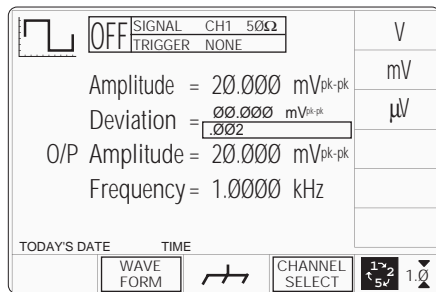 OFF SIGNAL CH1 50Ω
TRIGGER NONE
V
mV
µV
Amplitude = 20.000 mVpk-pk
Deviation = 00.000 mVpk-pk
.002
O/P Amplitude = 20.000 mVpk-pk
Frequency = 1.0000 kHz
TODAY'S DATE TIME
WAVE FORM
CHANNEL SELECT
1 2 5
1.0